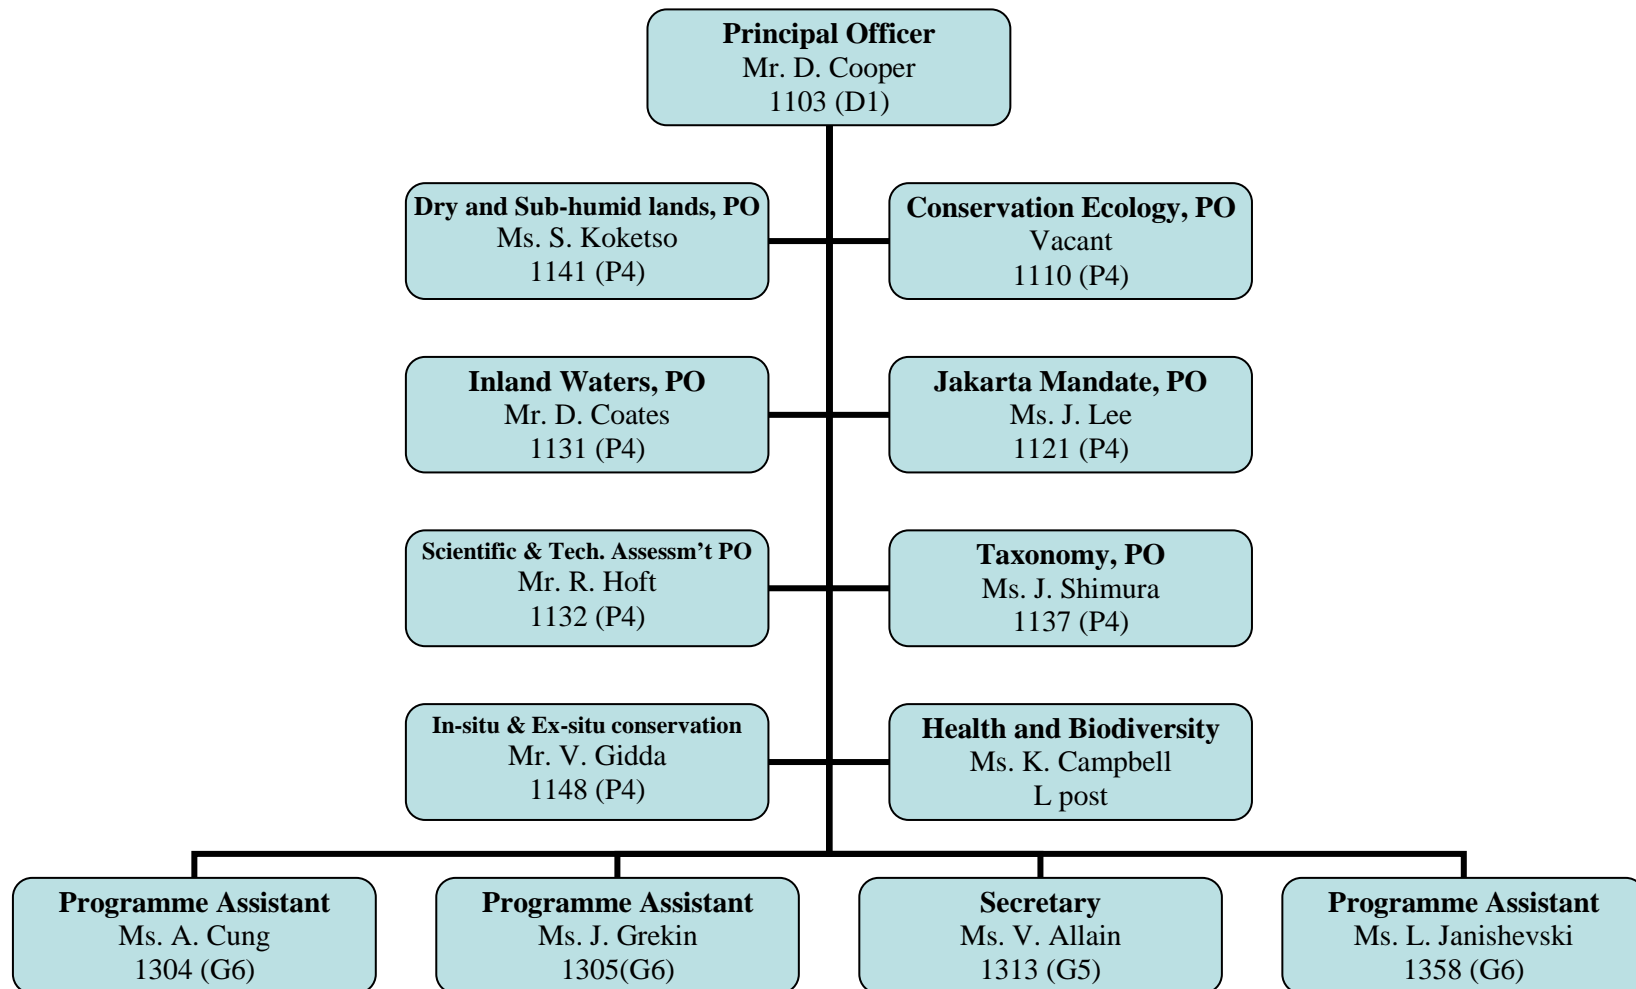 Principal Officer
Mr. D. Cooper
1103 (D1)
Dry and Sub-humid lands, PO
Ms. S. Koketso
1141 (P4)
Conservation Ecology, PO
Vacant
1110 (P4)
Inland Waters, PO
Mr. D. Coates
1131 (P4)
Jakarta Mandate, PO
Ms. J. Lee
1121 (P4)
Scientific & Tech. Assessm’t PO
Mr. R. Hoft
1132 (P4)
Taxonomy, PO
Ms. J. Shimura
1137 (P4)
In-situ & Ex-situ conservation
Mr. V. Gidda
1148 (P4)
Health and Biodiversity
Ms. K. Campbell
L post
Programme Assistant
Ms. A. Cung
1304 (G6)
Programme Assistant
Ms. J. Grekin
1305(G6)
Secretary
Ms. V. Allain
1313 (G5)
Programme Assistant
Ms. L. Janishevski
1358 (G6)